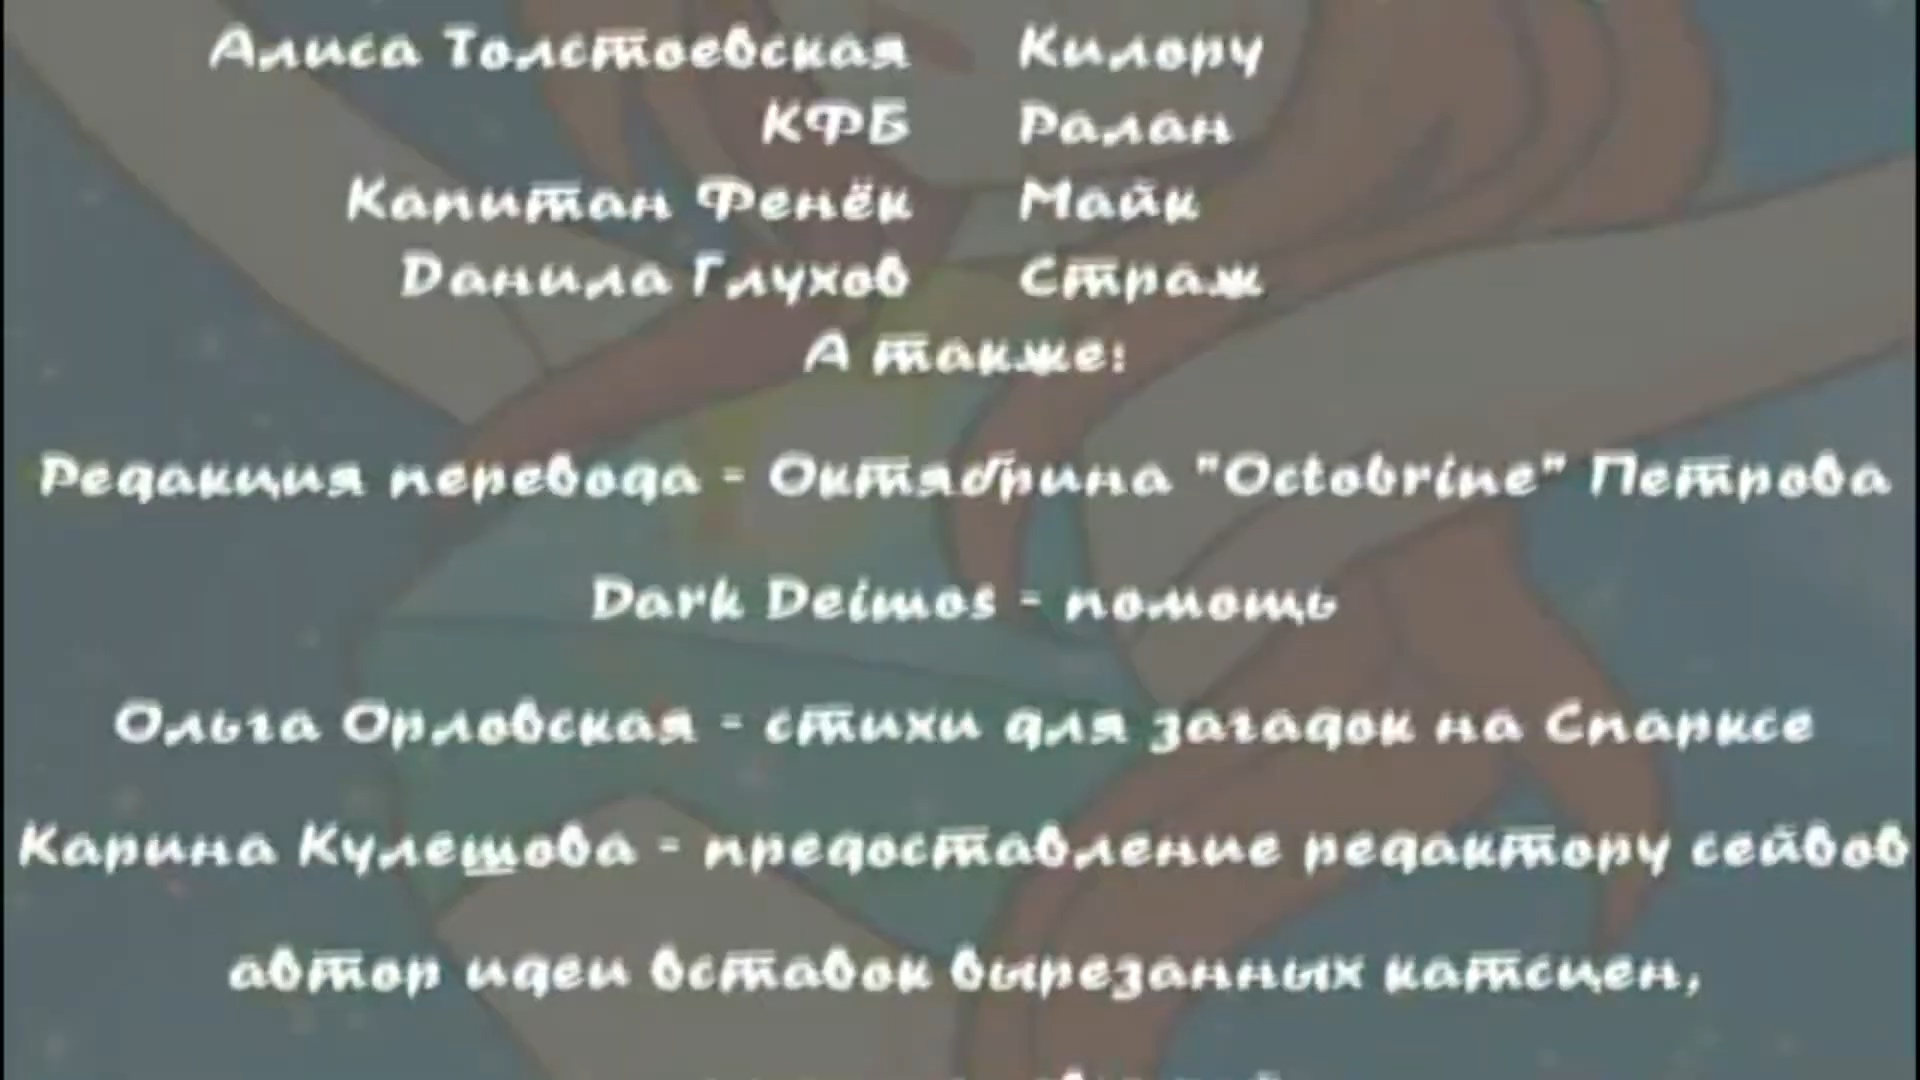 Алиса Толстоевская Килору
КФБ Ралан
Капитан Фенёк Майк
Данила Глухов Страж
А также:
Редакция перевода - Октябрина "Octobrine" Петрова
Dark Deimos - помощь
Ольга Орловская - стихи для загадок на Спарксе
Карина Кулешова - предоставление редактору сейвов
автор идеи вставок вырезанных катсцен,